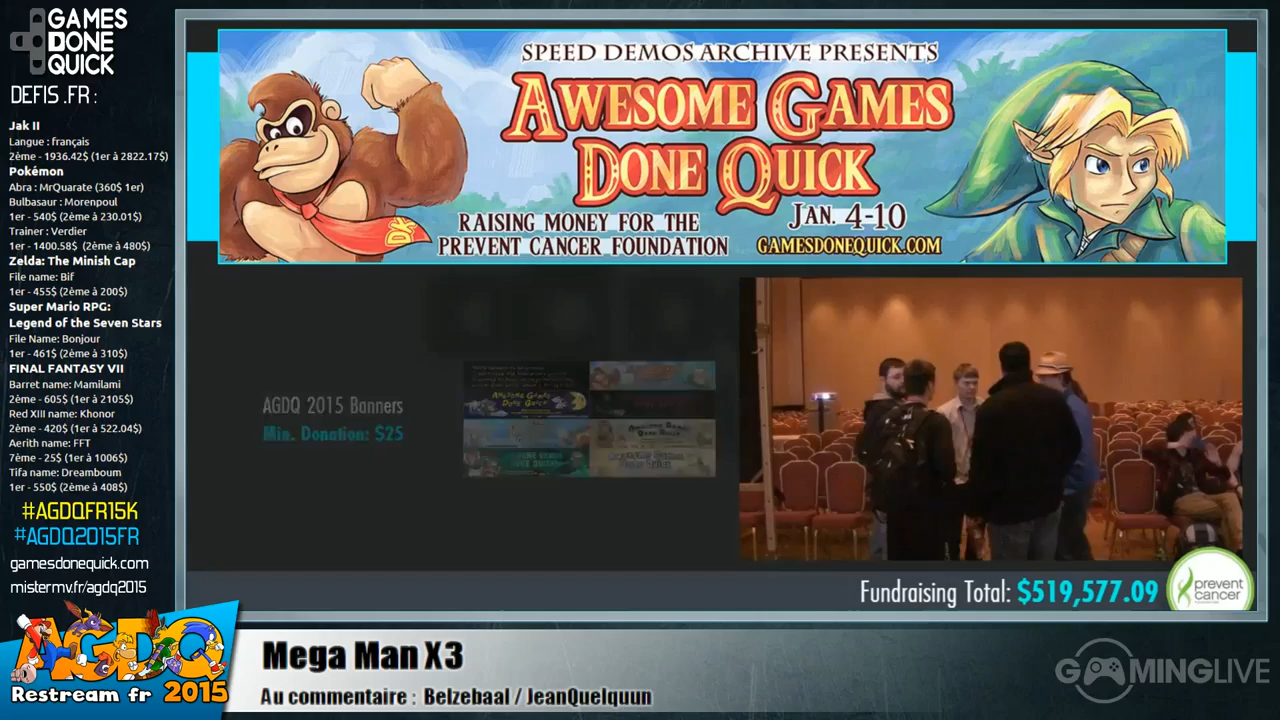 GAMES
DONE
QUICK
DEFIS .FR :
Jak II
Langue : français
2ème - 1936.42$ (1er à 2822.17$)
Pokémon
Abra : MrQuarate (360$ 1er)
Bulbasaur : Morenpoul
1er - 540$ (2ème à 230.01$)
Trainer : Verdier
1er - 1400.58$ (2ème à 480$)
Zelda: The Minish Cap
File name: Bif
1er - 455$ (2ème à 200$)
Super Mario RPG:
Legend of the Seven Stars
File Name: Bonjour
1er - 461$ (2ème à 310$)
FINAL FANTASY VII
Barret name: Mamilami
2ème - 605$ (1er à 2105$)
Red XIII name: Khonor
2ème - 420$ (1er à 522.04$)
Aerith name: FFT
7ème - 25$ (1er à 1006$)
Tifa name: Dreamboum
1er - 550$ (2ème à 408$)
#AGDQFR15K
#AGDQ2015FR
gamesdonequick.com
mistermv.fr/agdq2015
AGDQ
Restream fr 2015
SPEED DEMOS ARCHIVE PRESENTS
AWESOME GAMES
DONE QUICK
JAN. 4-10
RAISING MONEY FOR THE
PREVENT CANCER FOUNDATION
GAMESDONEQUICK.COM
DK
AGDQ 2015 Banners
Min. Donation: $25
Fundraising Total: $519,577.09
prevent
cancer
Mega Man X3
Au commentaire : Belzebaal / JeanQuelquun
GAMINGLIVE